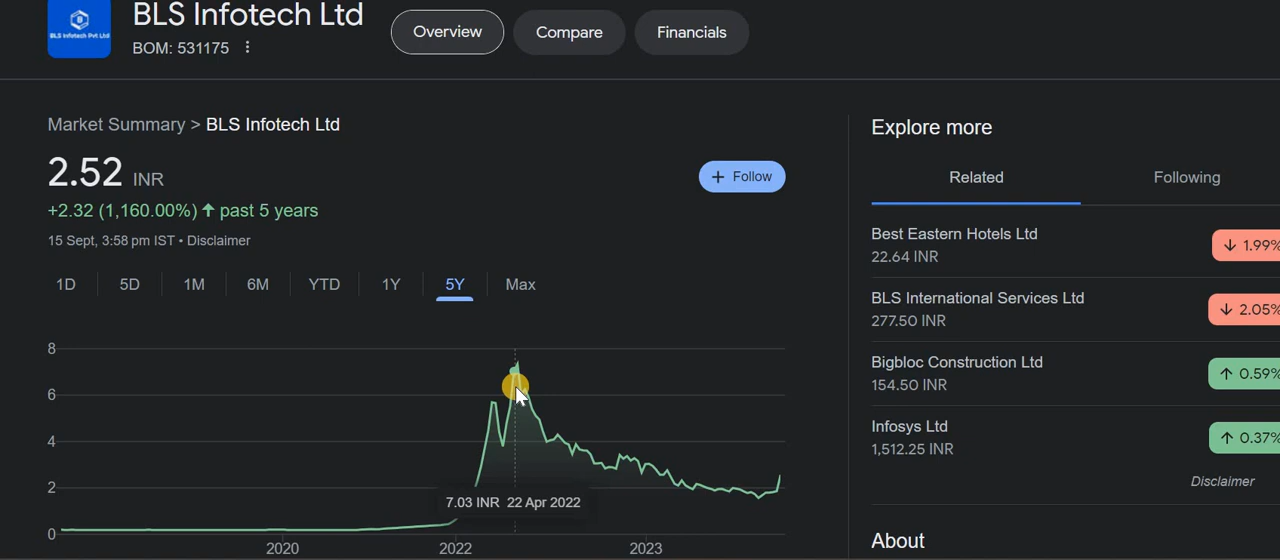 BLS Infotech Pvt Ltd
BLS Infotech Ltd
BOM: 531175
Overview
Compare
Financials
Market Summary > BLS Infotech Ltd
2.52 INR
+ Follow
+2.32 (1,160.00%) ↑ past 5 years
15 Sept, 3:58 pm IST • Disclaimer
1D 5D 1M 6M YTD 1Y 5Y Max
8
6
4
2
0
7.03 INR 22 Apr 2022
2020 2022 2023
Explore more
Related
Following
Best Eastern Hotels Ltd
22.64 INR
↓ 1.99%
BLS International Services Ltd
277.50 INR
↓ 2.05%
Bigbloc Construction Ltd
154.50 INR
↑ 0.59%
Infosys Ltd
1,512.25 INR
↑ 0.37%
Disclaimer
About